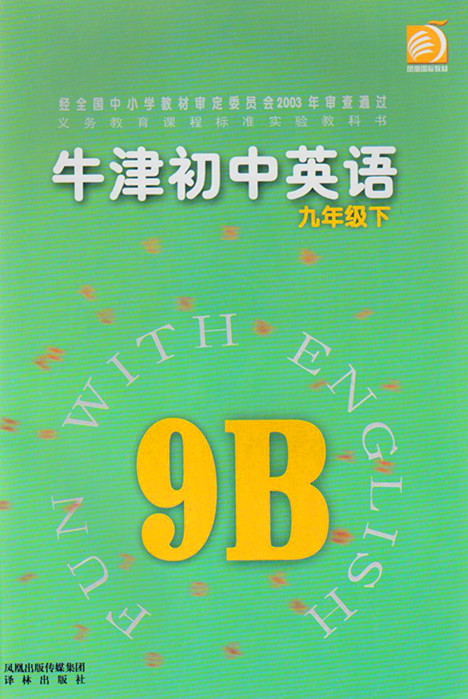 凤凰国标教材
经全国中小学教材审定委员会2003年审查通过
义务教育课程标准实验教科书
牛津初中英语
九年级下
FUN WITH ENGLISH
9B
凤凰出版传媒集团
译林出版社